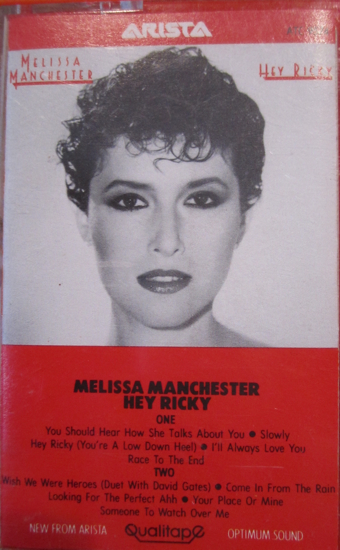 ARISTA
MELISSA
MANCHESTER
HEY RICKY
MELISSA MANCHESTER
HEY RICKY
ONE
You Should Hear How She Talks About You • Slowly
Hey Ricky (You're A Low Down Heel) • I'll Always Love You
Race To The End
TWO
Wish We Were Heroes (Duet With David Gates) • Come In From The Rain
Looking For The Perfect Ahh • Your Place Or Mine
Someone To Watch Over Me
NEW FROM ARISTA
Qualitape
OPTIMUM SOUND